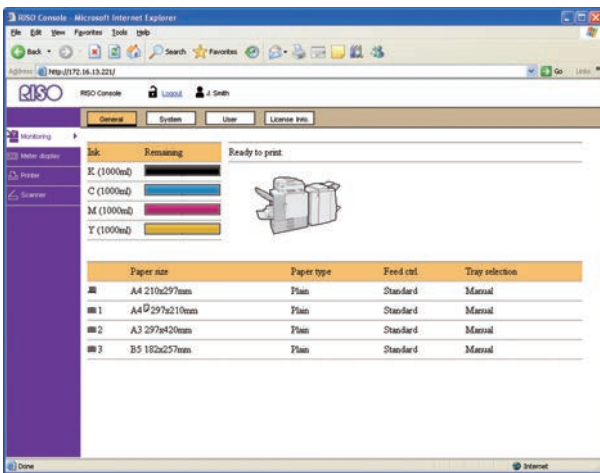 RISO Console - Microsoft Internet Explorer
File Edit View Favorites Tools Help
Back Search Favorites
Address http://172.16.13.221/ Go Links
RISO RISO Console Logout J. Smith
General System User License Info.
Monitoring
Meter display
Printer
Scanner
Ink Remaining Ready to print.
K (1000ml)
C (1000ml)
M (1000ml)
Y (1000ml)
Paper size Paper type Feed ctrl. Tray selection
A4 210x297mm Plain Standard Manual
1 A4 297x210mm Plain Standard Manual
2 A3 297x420mm Plain Standard Manual
3 B5 182x257mm Plain Standard Manual
Done Internet